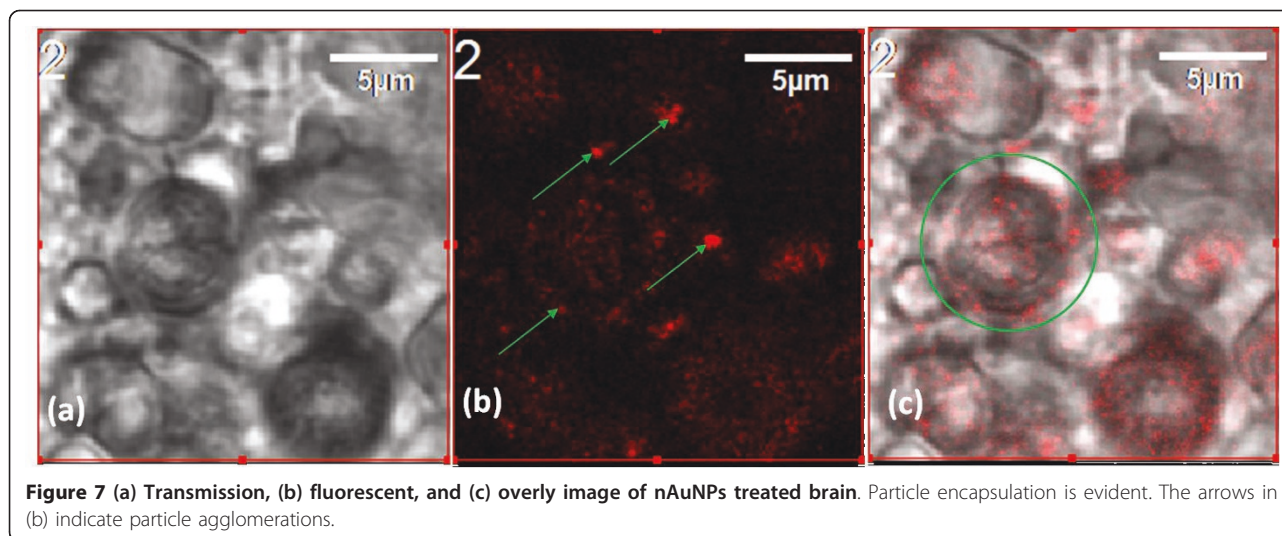 2
5µm
(a)
2
5µm
(b)
2
5µm
(c)
Figure 7 (a) Transmission, (b) fluorescent, and (c) overly image of nAuNPs treated brain. Particle encapsulation is evident. The arrows in
(b) indicate particle agglomerations.